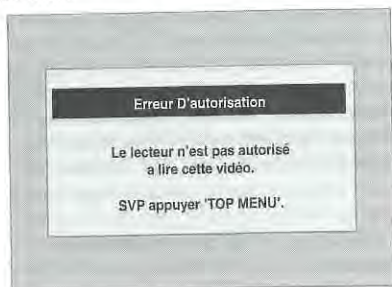 Erreur D'autorisation
Le lecteur n'est pas autorisé
a lire cette vidéo.
SVP appuyer 'TOP MENU'.